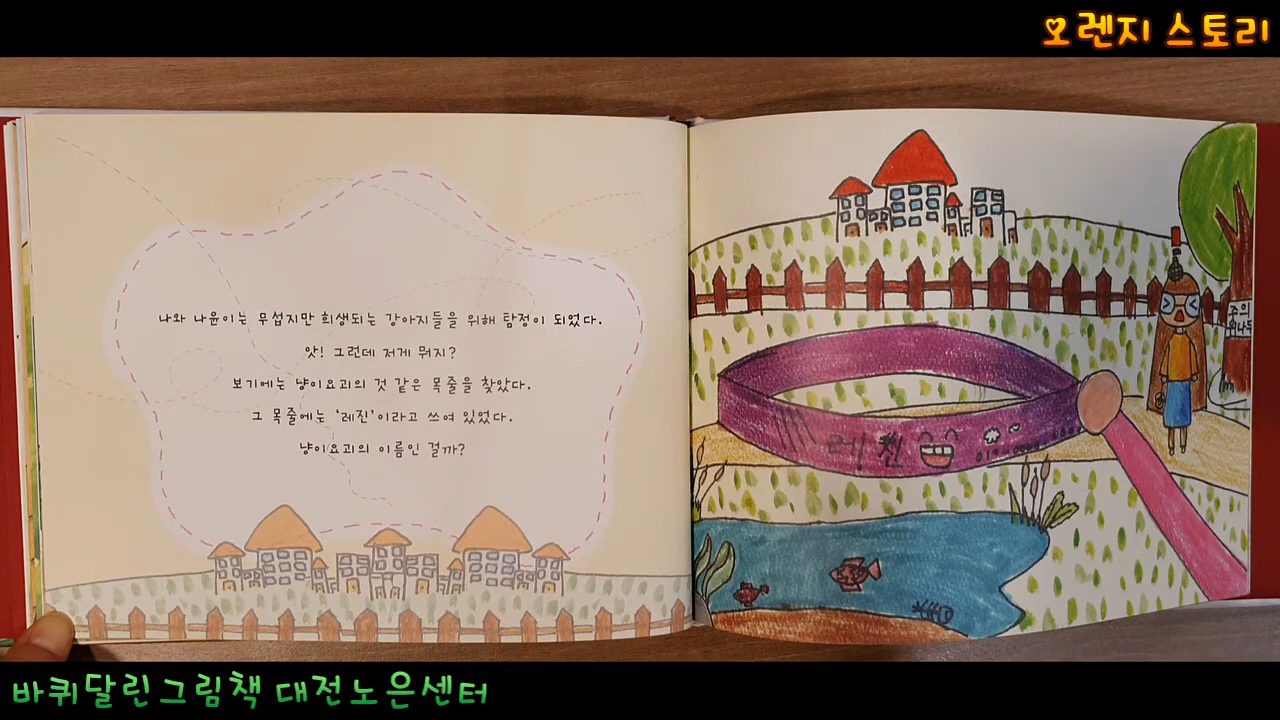 오렌지 스토리
나와 나윤이는 무섭지만 희생되는 강아지들을 위해 탐정이 되었다.
앗! 그런데 저게 뭐지?
보기에는 냥이요괴의 것 같은 목줄을 찾았다.
그 목줄에는 '레진'이라고 쓰여 있었다.
냥이요괴의 이름인 걸까?
주의
레진
010-
바퀴달린그림책 대전노은센터